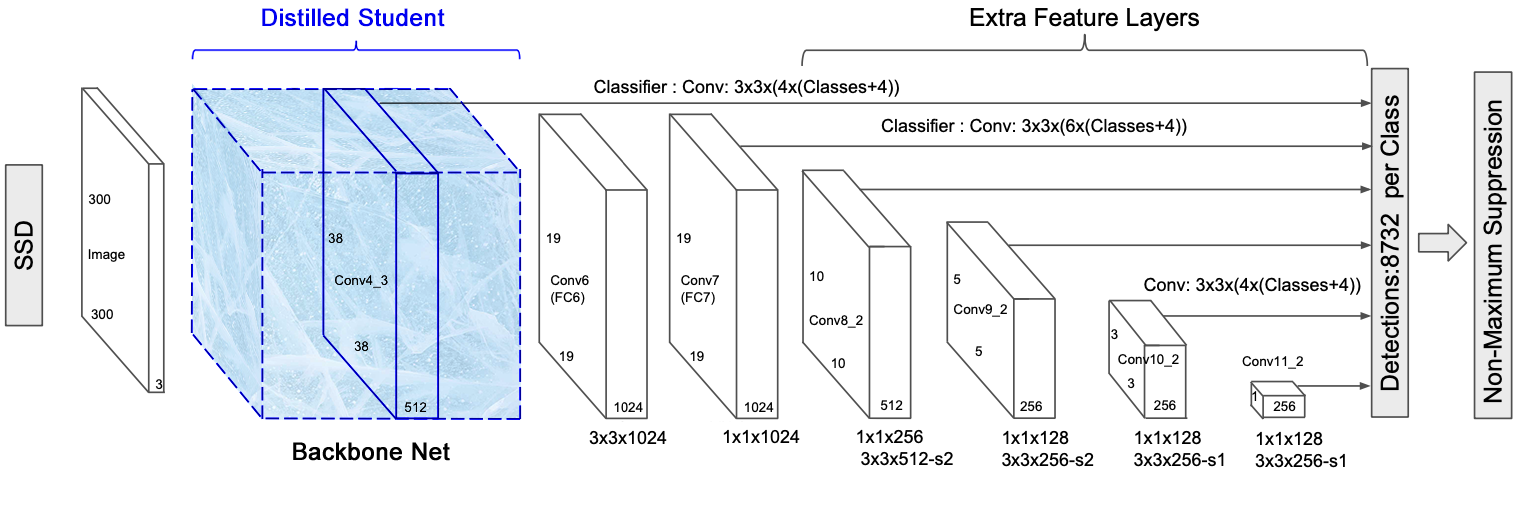 Distilled Student
Extra Feature Layers
Classifier : Conv: 3x3x(4x(Classes+4))
Classifier : Conv: 3x3x(6x(Classes+4))
SSD
300
Image
300
3
38
Conv4_3
38
512
Backbone Net
19
Conv6
(FC6)
19
1024
3x3x1024
19
Conv7
(FC7)
19
1024
1x1x1024
10
Conv8_2
10
512
1x1x256
3x3x512-s2
5
Conv9_2
5
256
1x1x128
3x3x256-s2
Conv: 3x3x(4x(Classes+4))
3
Conv10_2
3
256
1x1x128
3x3x256-s1
Conv11_2
1
256
1x1x128
3x3x256-s1
Detections:8732 per Class
Non-Maximum Suppression